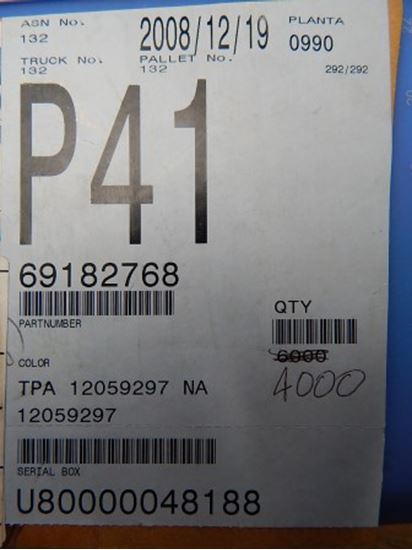 ASN No. 2008/12/19 PLANTA
132 0990
TRUCK No. PALLET No.
132 132 292/292
P41
69182768
PARTNUMBER QTY
6000
COLOR 4000
TPA 12059297 NA
12059297
SERIAL BOX
U80000048188